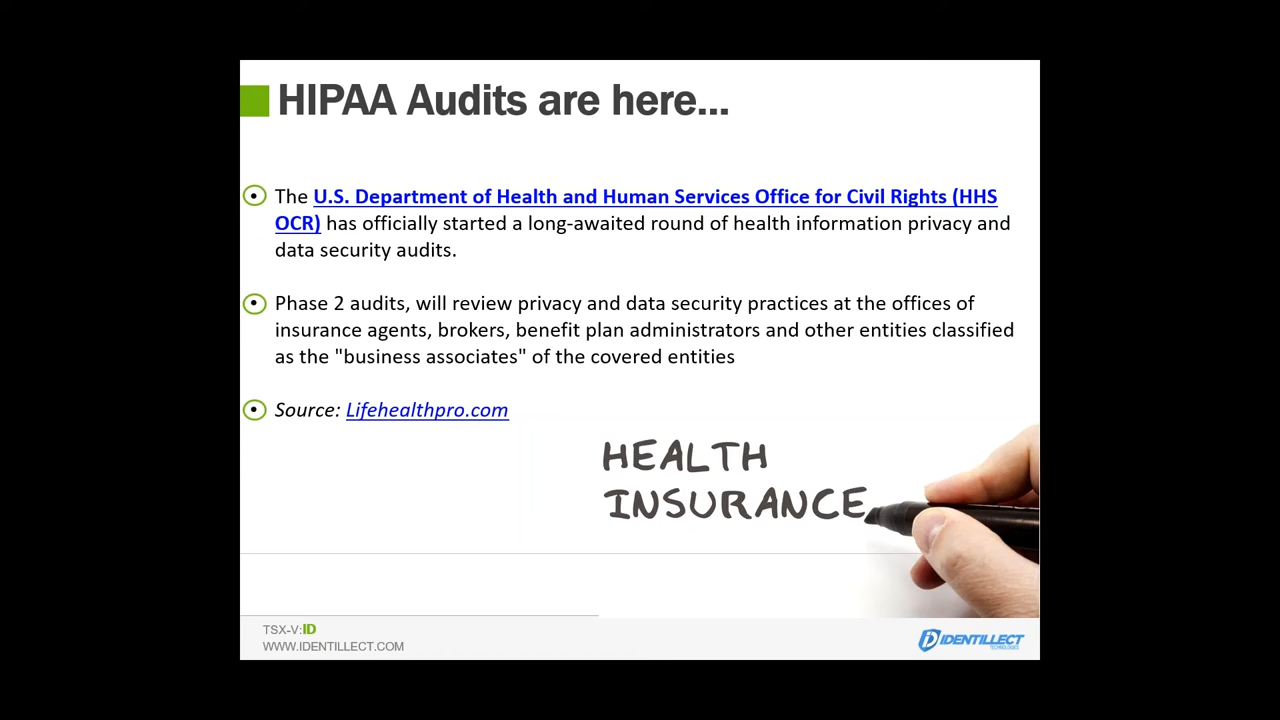 HIPAA Audits are here...
The U.S. Department of Health and Human Services Office for Civil Rights (HHS
OCR) has officially started a long-awaited round of health information privacy and
data security audits.
Phase 2 audits, will review privacy and data security practices at the offices of
insurance agents, brokers, benefit plan administrators and other entities classified
as the "business associates" of the covered entities
Source: Lifehealthpro.com
HEALTH
INSURANCE
TSX-V:ID
WWW.IDENTILLECT.COM
IDENTILLECT
TECHNOLOGIES